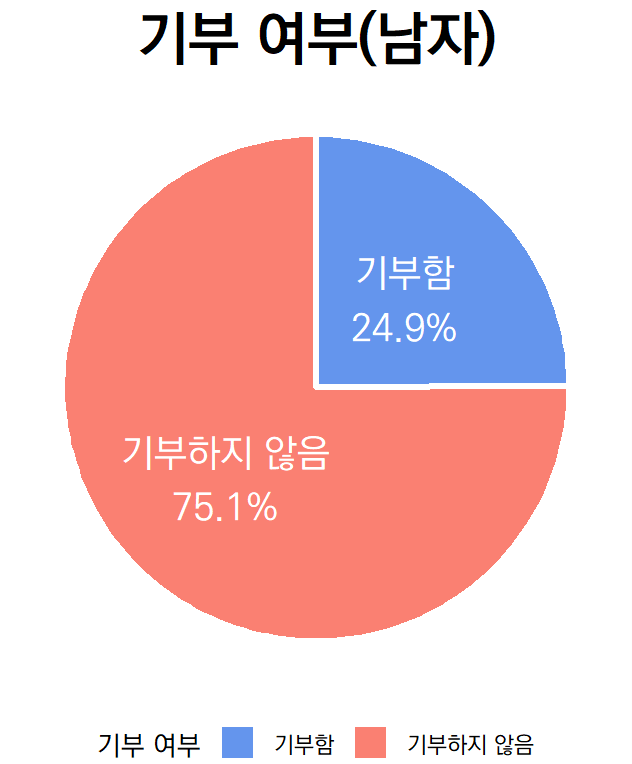 기부 여부(남자)
기부함
24.9%
기부하지 않음
75.1%
기부 여부 기부함 기부하지 않음